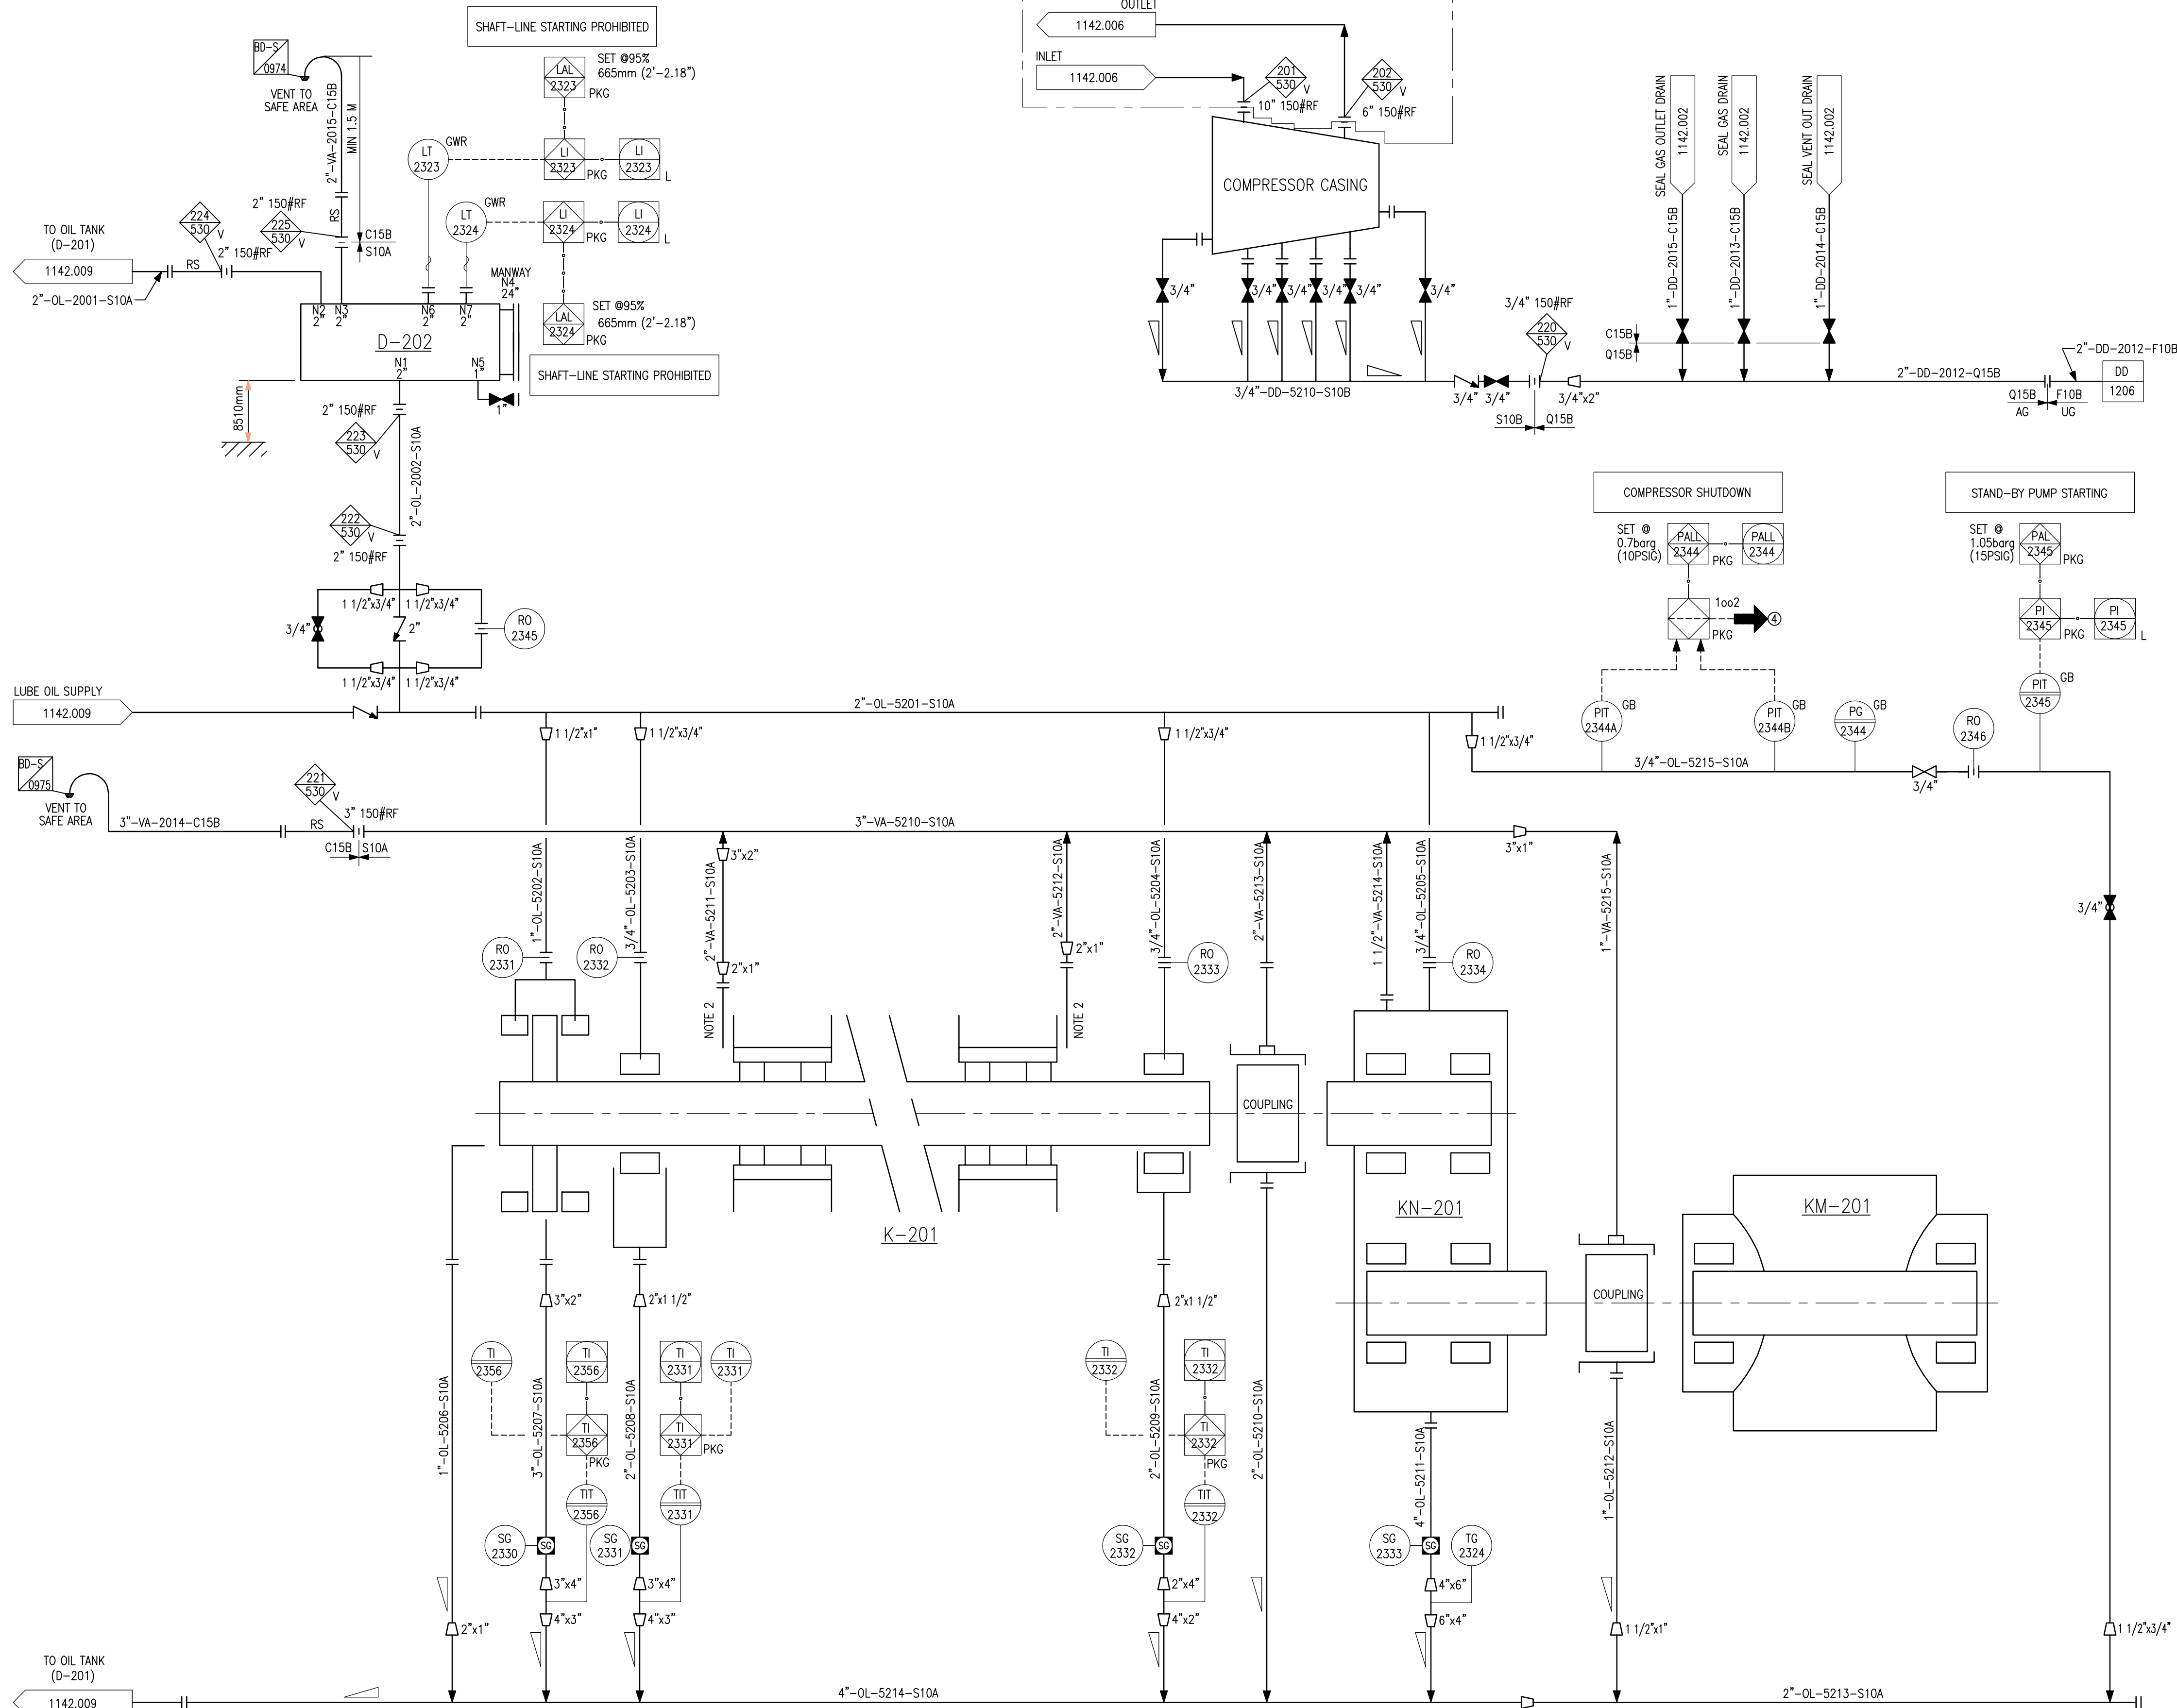 SHAFT-LINE STARTING PROHIBITED
BD-S
0974
VENT TO
SAFE AREA
2"-VA-2015-C15B
MIN 1.5 M
LAL
2323
PKG
SET @95%
665mm (2'-2.18")
LT
2323
GWR
LI
2323
PKG
LI
2323
L
LT
2324
GWR
LI
2324
PKG
LI
2324
L
LAL
2324
PKG
SET @95%
665mm (2'-2.18")
SHAFT-LINE STARTING PROHIBITED
TO OIL TANK
(D-201)
1142.009
2"-OL-2001-S10A
RS
224
530
V
2" 150#RF
2" 150#RF
225
530
V
RS
C15B
S10A
MANWAY
N4
24"
N2
2"
N3
2"
N6
2"
N7
2"
D-202
N1
2"
N5
1"
1"
8510mm
2" 150#RF
223
530
V
2"-OL-2002-S10A
222
530
V
2" 150#RF
1 1/2"x3/4"
1 1/2"x3/4"
3/4"
2"
RO
2345
1 1/2"x3/4"
1 1/2"x3/4"
OUTLET
1142.006
INLET
1142.006
201
530
V
10" 150#RF
202
530
V
6" 150#RF
COMPRESSOR CASING
3/4"
3/4"
3/4"
3/4"
3/4"
3/4"
3/4"-DD-5210-S10B
3/4" 150#RF
220
530
V
3/4"
3/4"
3/4"x2"
S10B
Q15B
SEAL GAS OUTLET DRAIN
1142.002
SEAL GAS DRAIN
1142.002
SEAL VENT OUT DRAIN
1142.002
1"-DD-2015-C15B
1"-DD-2013-C15B
1"-DD-2014-C15B
C15B
Q15B
2"-DD-2012-Q15B
2"-DD-2012-F10B
DD
1206
Q15B
F10B
AG
UG
COMPRESSOR SHUTDOWN
SET @
0.7barg
(10PSIG)
PALL
2344
PKG
PALL
2344
1oo2
PKG
4
STAND-BY PUMP STARTING
SET @
1.05barg
(15PSIG)
PAL
2345
PKG
PI
2345
PKG
PI
2345
L
PIT
2344A
GB
PIT
2344B
GB
PG
2344
GB
RO
2346
PIT
2345
GB
3/4"-OL-5215-S10A
3/4"
LUBE OIL SUPPLY
1142.009
2"-OL-5201-S10A
1 1/2"x1"
1 1/2"x3/4"
1 1/2"x3/4"
1 1/2"x3/4"
BD-S
0975
VENT TO
SAFE AREA
3"-VA-2014-C15B
RS
221
530
V
3" 150#RF
C15B
S10A
3"-VA-5210-S10A
3"x1"
1"-OL-5202-S10A
3/4"-OL-5203-S10A
2"-VA-5211-S10A
3"x2"
2"x1"
NOTE 2
2"-VA-5212-S10A
2"x1"
NOTE 2
3/4"-OL-5204-S10A
2"-VA-5213-S10A
1 1/2"-VA-5214-S10A
3/4"-OL-5205-S10A
1"-VA-5215-S10A
3/4"
RO
2331
RO
2332
RO
2333
RO
2334
COUPLING
K-201
KN-201
COUPLING
KM-201
3"x2"
2"x1 1/2"
2"x1 1/2"
1"-OL-5206-S10A
3"-OL-5207-S10A
2"-OL-5208-S10A
2"-OL-5209-S10A
2"-OL-5210-S10A
4"-OL-5211-S10A
1"-OL-5212-S10A
TI
2356
TI
2356
TI
2331
TI
2331
TI
2332
TI
2332
TI
2356
PKG
TI
2331
PKG
TI
2332
PKG
TIT
2356
TIT
2331
TIT
2332
SG
2330
SG
SG
2331
SG
SG
2332
SG
SG
2333
SG
TG
2324
3"x4"
3"x4"
2"x4"
4"x6"
2"x1"
4"x3"
4"x3"
4"x2"
6"x4"
1 1/2"x1"
1 1/2"x3/4"
TO OIL TANK
(D-201)
1142.009
4"-OL-5214-S10A
2"-OL-5213-S10A